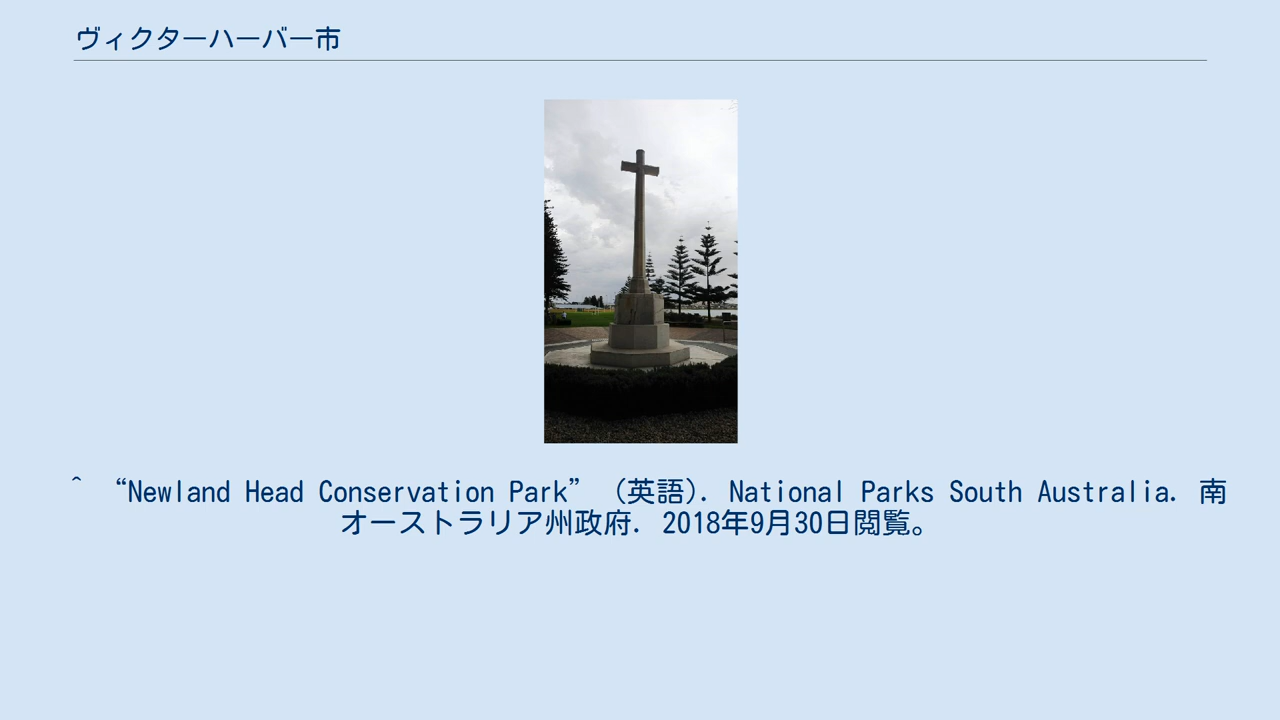 ヴィクターハーバー市
^ “Newland Head Conservation Park” (英語). National Parks South Australia. 南
オーストラリア州政府. 2018年9月30日閲覧。